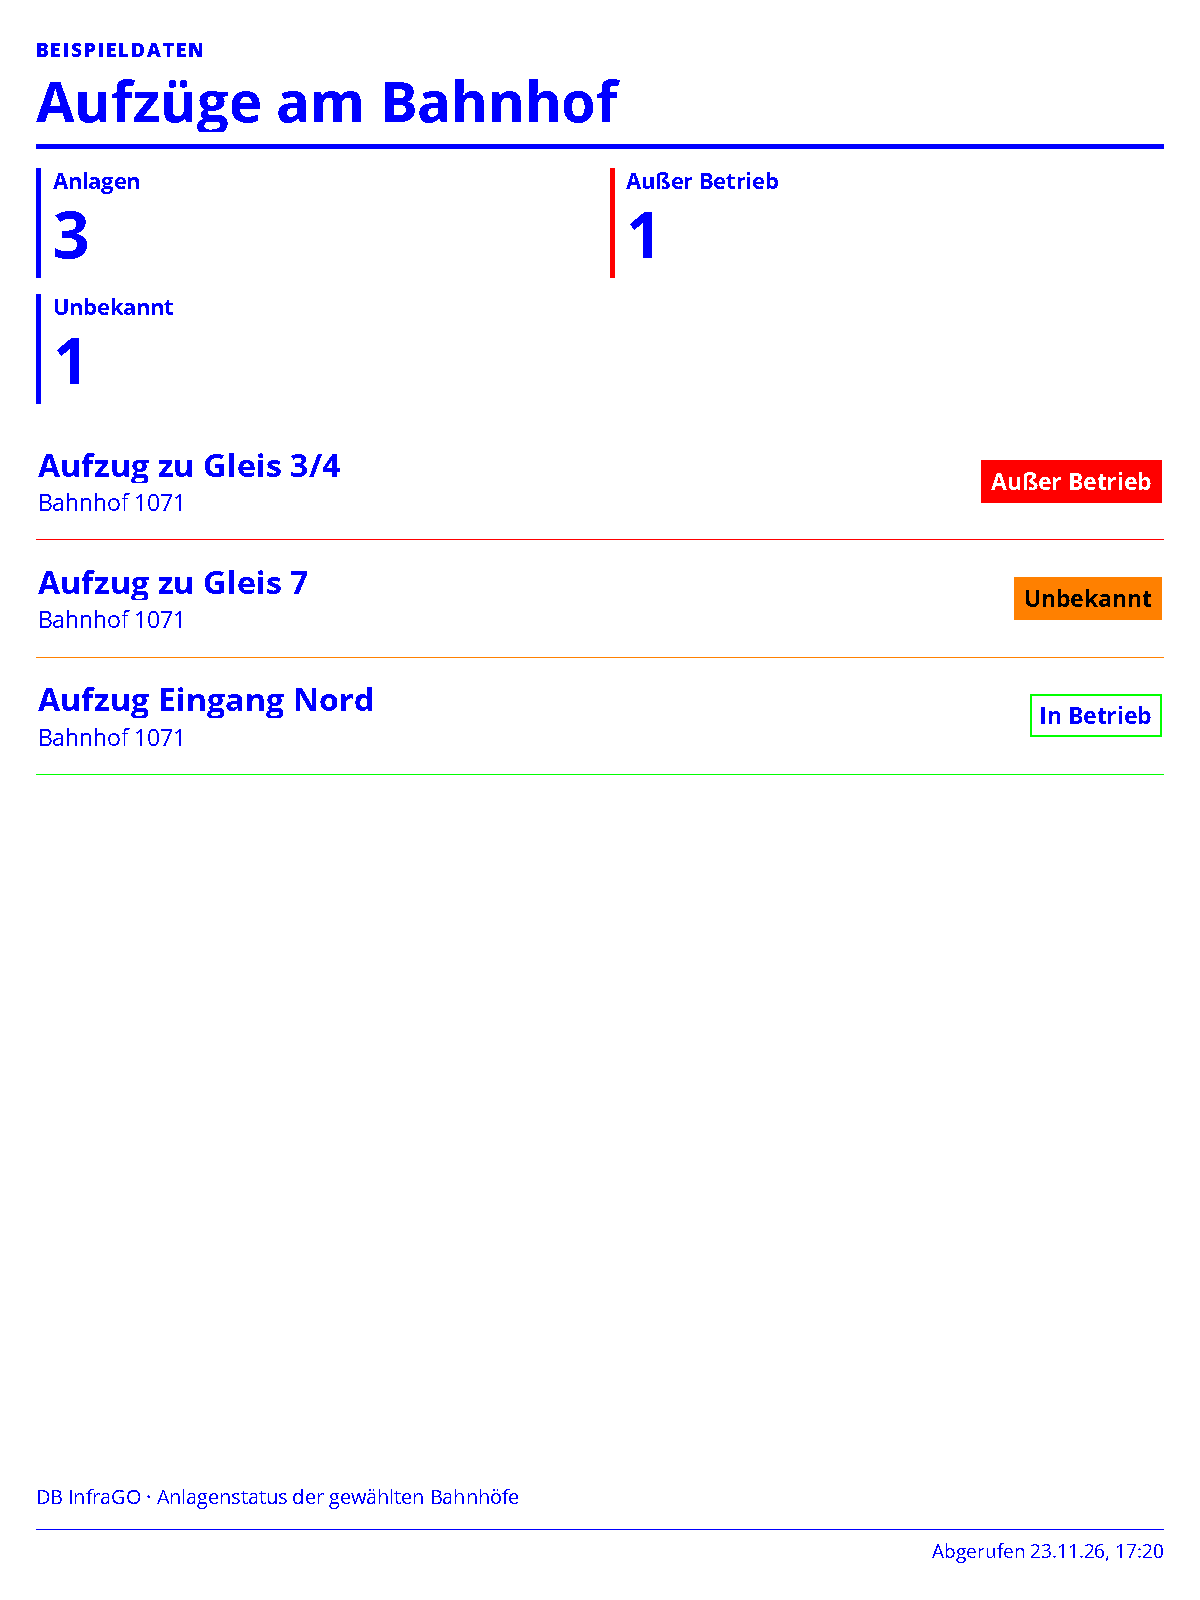 BEISPIELDATEN
Aufzüge am Bahnhof
Anlagen
3
Außer Betrieb
1
Unbekannt
1
Aufzug zu Gleis 3/4
Bahnhof 1071
Außer Betrieb
Aufzug zu Gleis 7
Bahnhof 1071
Unbekannt
Aufzug Eingang Nord
Bahnhof 1071
In Betrieb
DB InfraGO · Anlagenstatus der gewählten Bahnhöfe
Abgerufen 23.11.26, 17:20